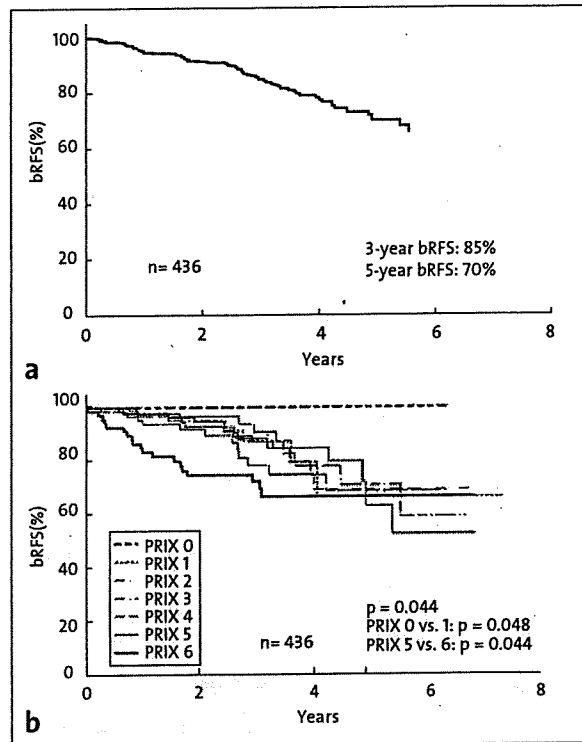 bRFS(%)
100
80
60
40
20
0
n= 436
3-year bRFS: 85%
5-year bRFS: 70%
0 2 4 6 8
Years
a
bRFS(%)
100
80
60
40
20
0
PRIX 0
PRIX 1
PRIX 2
PRIX 3
PRIX 4
PRIX 5
PRIX 6
n= 436
p = 0.044
PRIX 0 vs. 1: p = 0.048
PRIX 5 vs. 6: p = 0.044
0 2 4 6 8
Years
b